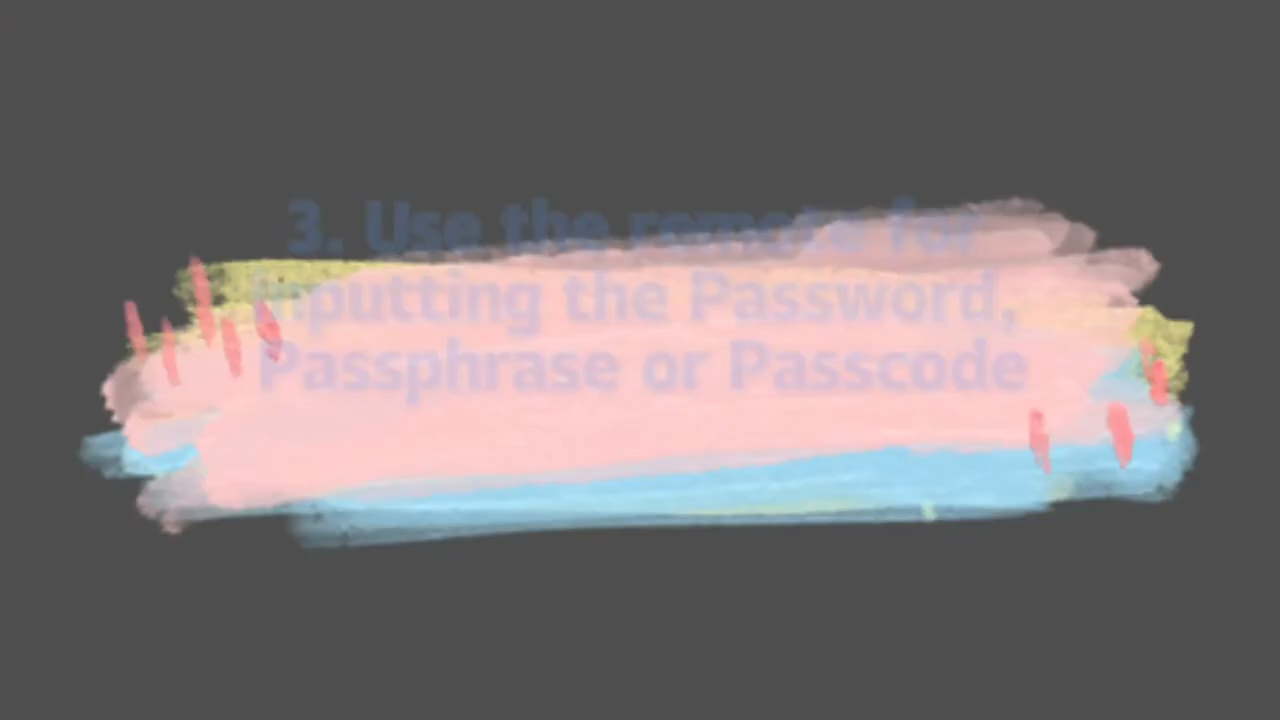 3. Use the remote for
inputting the Password,
Passphrase or Passcode